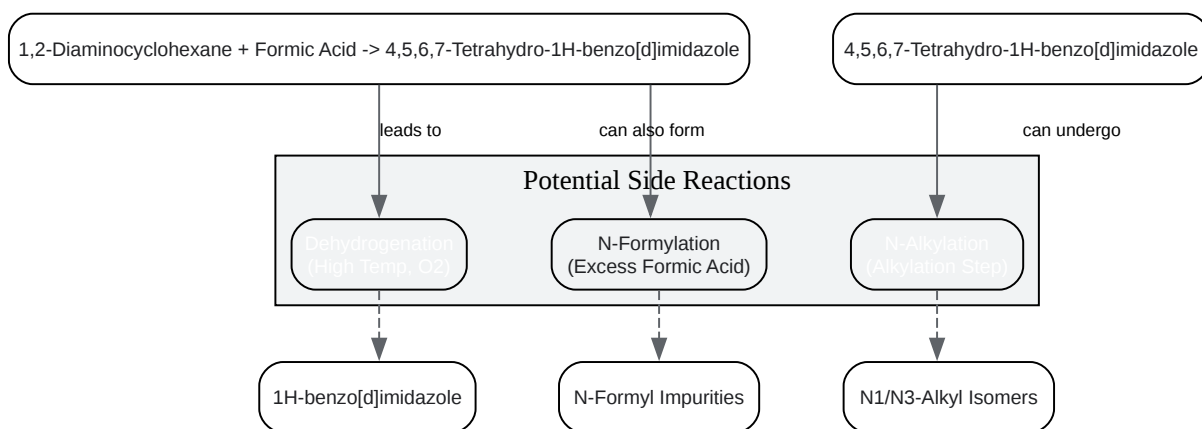 1,2-Diaminocyclohexane + Formic Acid -> 4,5,6,7-Tetrahydro-1H-benzo[d]imidazole
4,5,6,7-Tetrahydro-1H-benzo[d]imidazole
leads to
can also form
can undergo
Potential Side Reactions
Dehydrogenation
(High Temp, O2)
N-Formylation
(Excess Formic Acid)
N-Alkylation
(Alkylation Step)
1H-benzo[d]imidazole
N-Formyl Impurities
N1/N3-Alkyl Isomers